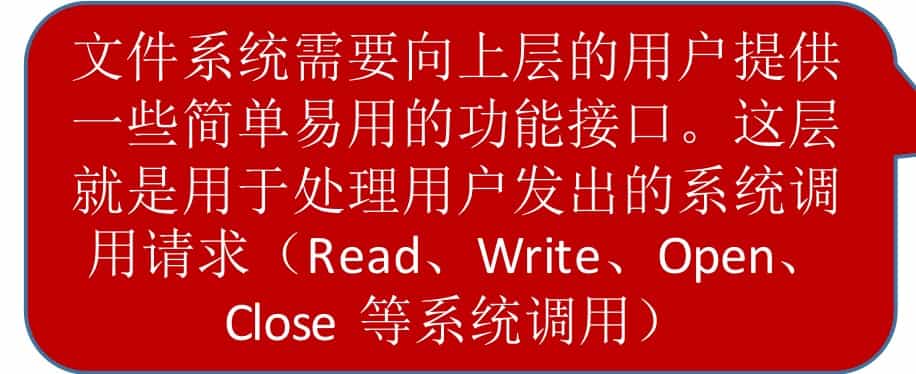 文件系统需要向上层的用户提供
一些简单易用的功能接口。这层
就是用于处理用户发出的系统调
用请求（Read、Write、Open、
Close 等系统调用）